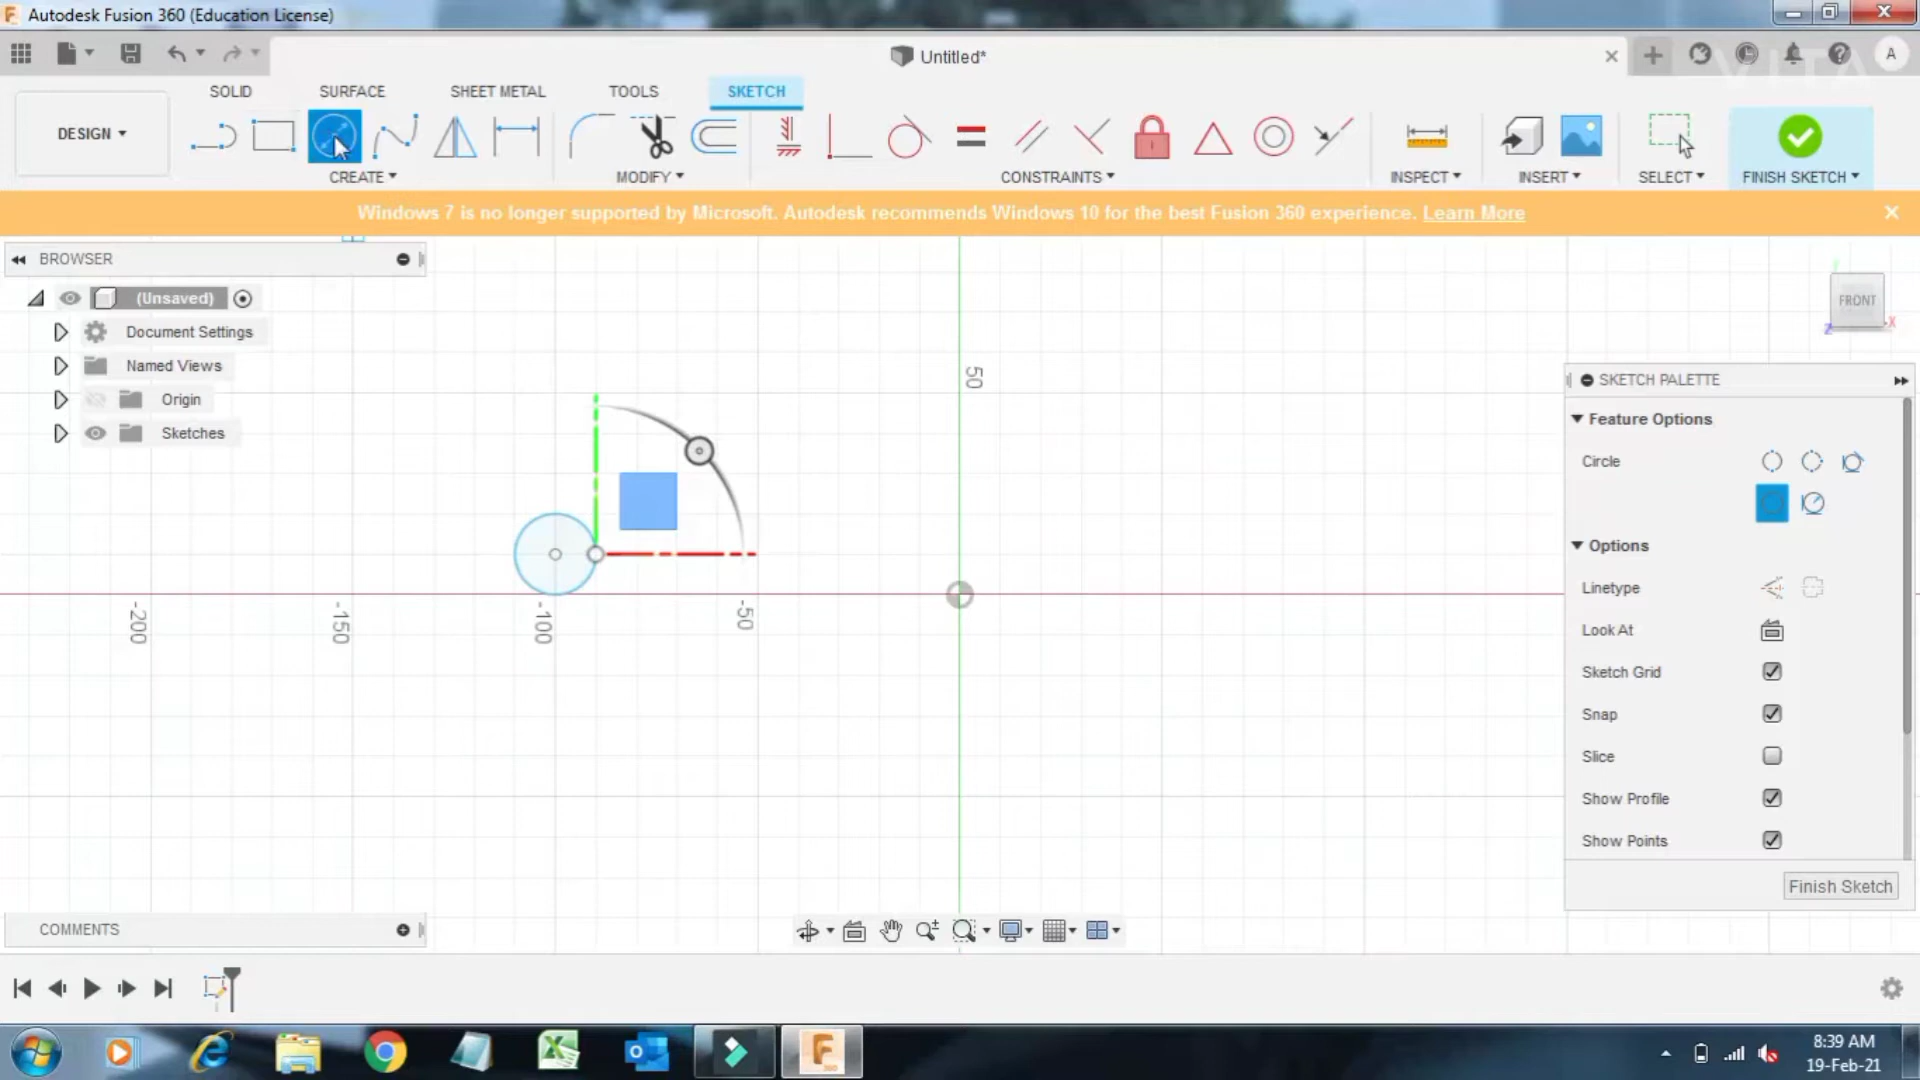 Autodesk Fusion 360 (Education License)
Untitled*
A
VITA
SOLID
SURFACE
SHEET METAL
TOOLS
SKETCH
DESIGN
CREATE
MODIFY
CONSTRAINTS
INSPECT
INSERT
SELECT
FINISH SKETCH
Windows 7 is no longer supported by Microsoft. Autodesk recommends Windows 10 for the best Fusion 360 experience. Learn More
BROWSER
(Unsaved)
Document Settings
Named Views
Origin
Sketches
FRONT
X
Z
50
-200
-150
-100
-50
SKETCH PALETTE
Feature Options
Circle
Options
Linetype
Look At
Sketch Grid
Snap
Slice
Show Profile
Show Points
Finish Sketch
COMMENTS
8:39 AM
19-Feb-21